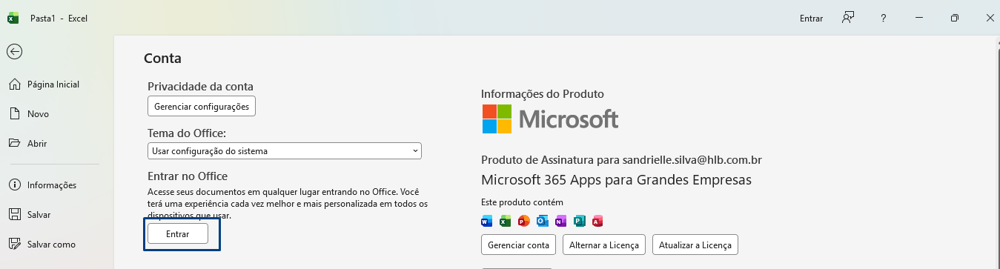 Pasta1 - Excel
Entrar
?
Página Inicial
Novo
Abrir
Informações
Salvar
Salvar como
Conta
Privacidade da conta
Gerenciar configurações
Tema do Office:
Usar configuração do sistema
Entrar no Office
Acesse seus documentos em qualquer lugar entrando no Office. Você
terá uma experiência cada vez melhor e mais personalizada em todos os
dispositivos que usar.
Entrar
Informações do Produto
Microsoft
Produto de Assinatura para sandrielle.silva@hlb.com.br
Microsoft 365 Apps para Grandes Empresas
Este produto contém
Gerenciar conta
Alternar a Licença
Atualizar a Licença